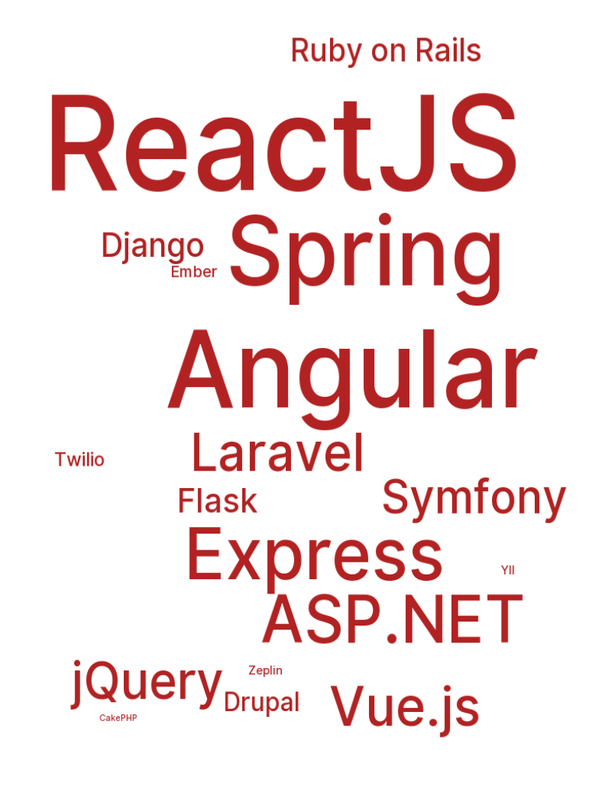 Ruby on Rails
ReactJS
Spring
Django
Ember
Angular
Laravel
Twilio
Symfony
Flask
Express
YII
ASP.NET
jQuery
Zeplin
Drupal
Vue.js
CakePHP